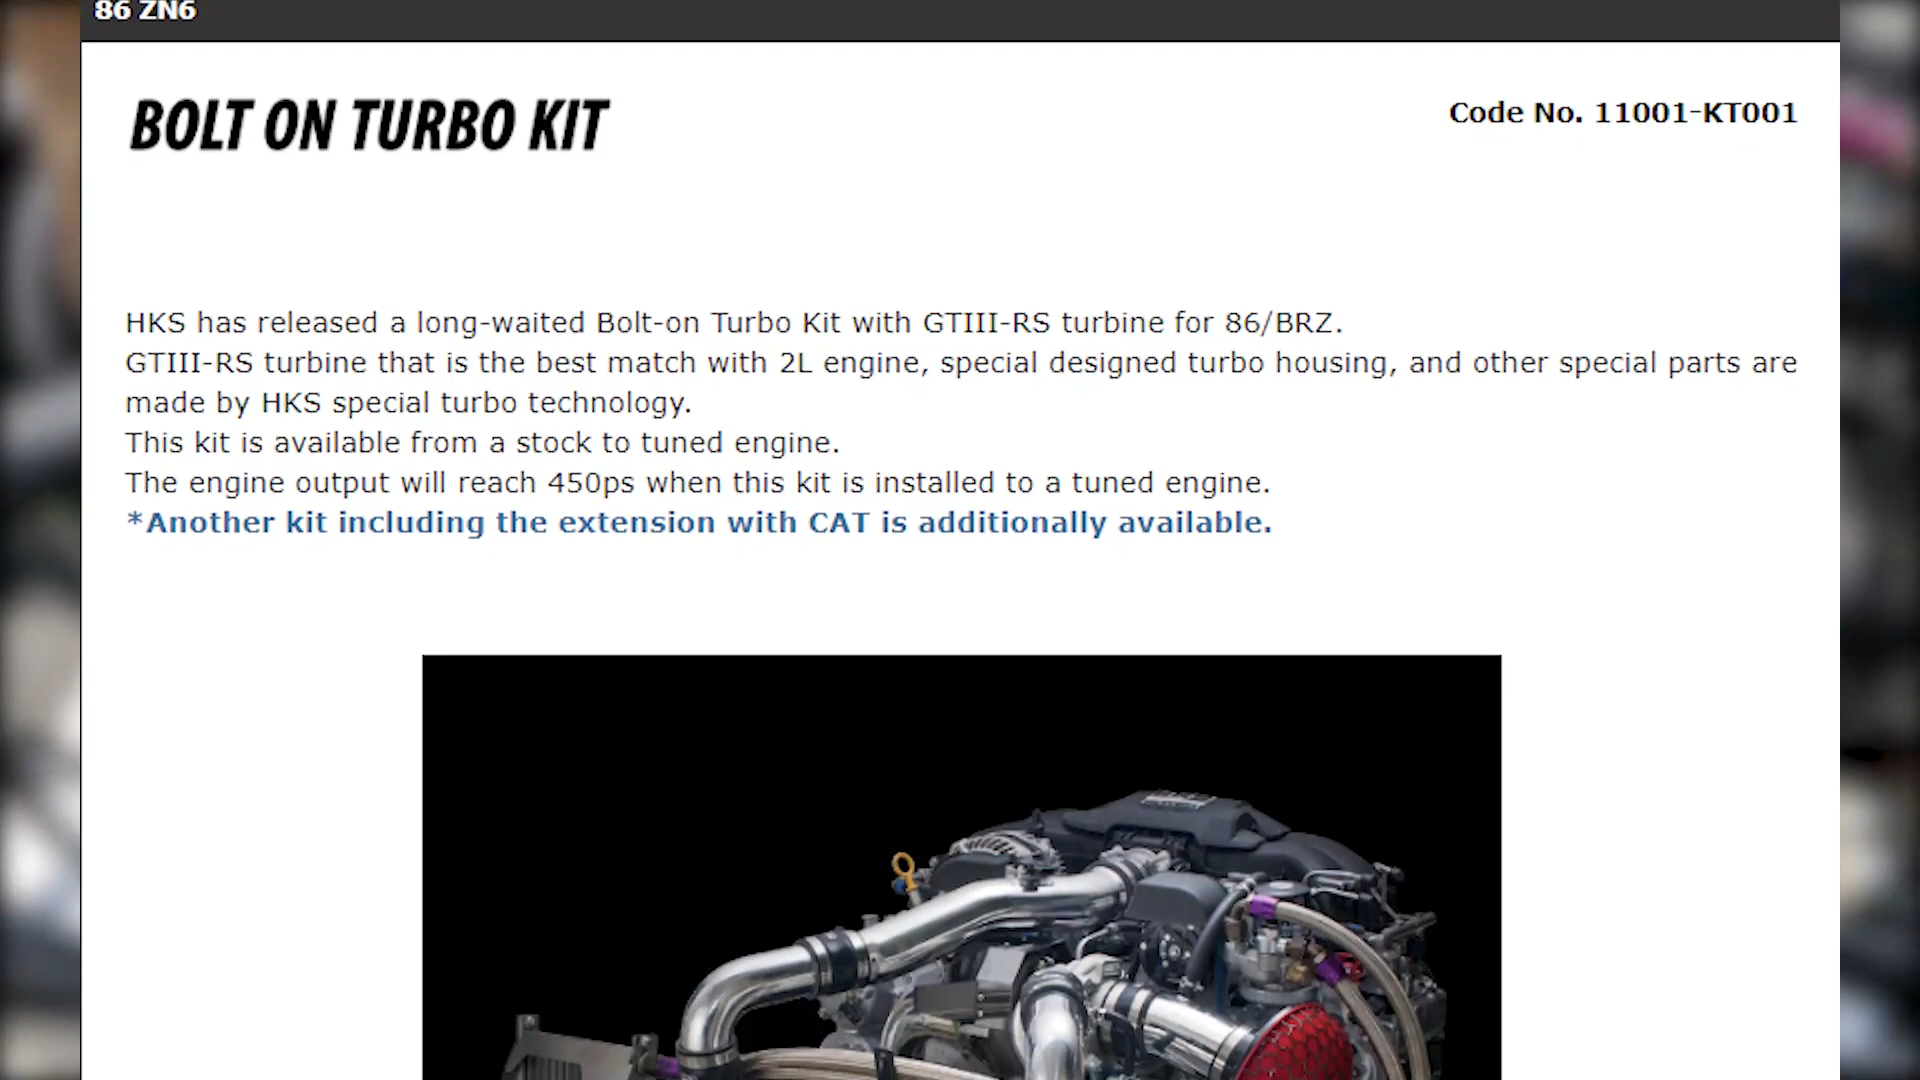 86 ZN6
BOLT ON TURBO KIT
Code No. 11001-KT001
HKS has released a long-waited Bolt-on Turbo Kit with GTIII-RS turbine for 86/BRZ.
GTIII-RS turbine that is the best match with 2L engine, special designed turbo housing, and other special parts are
made by HKS special turbo technology.
This kit is available from a stock to tuned engine.
The engine output will reach 450ps when this kit is installed to a tuned engine.
*Another kit including the extension with CAT is additionally available.